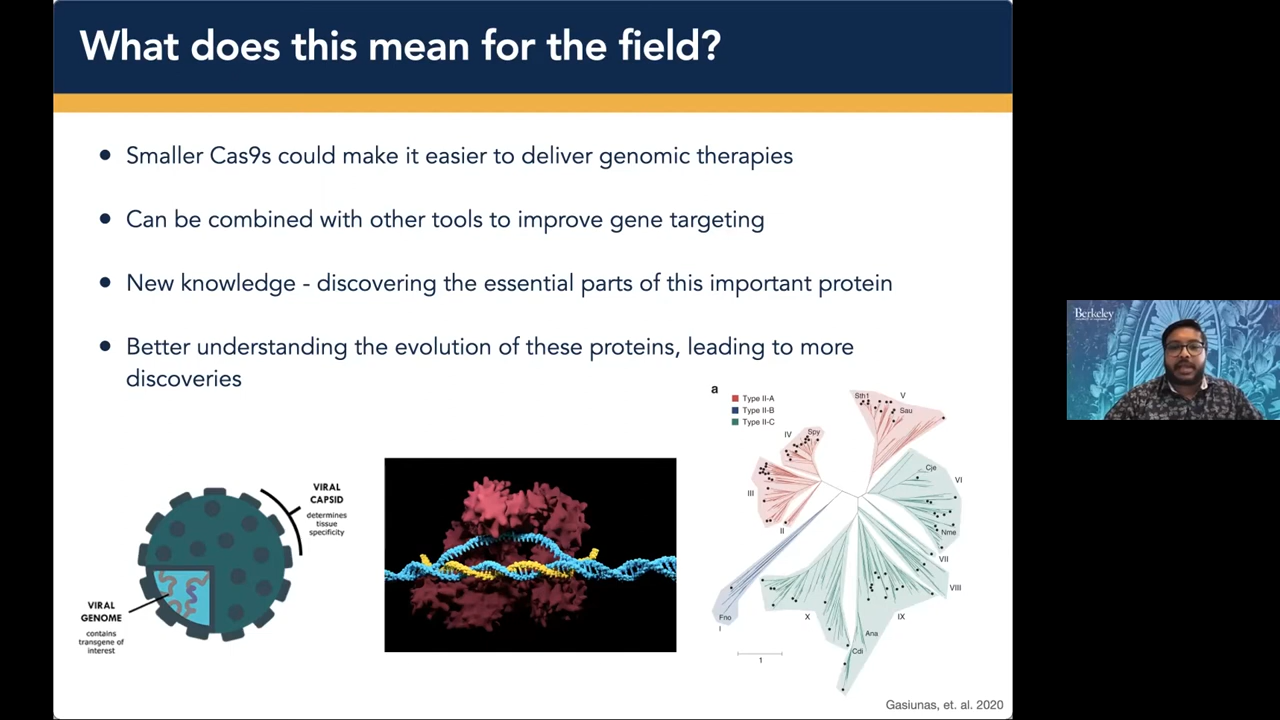 What does this mean for the field?
• Smaller Cas9s could make it easier to deliver genomic therapies
• Can be combined with other tools to improve gene targeting
• New knowledge - discovering the essential parts of this important protein
• Better understanding the evolution of these proteins, leading to more
discoveries
VIRAL
CAPSID
determines
tissue
specificity
VIRAL
GENOME
contains
transgene of
interest
a
Type II-A
Type II-B
Type II-C
Sth1
V
Sau
IV
Spy
III
II
Cje
VI
Nme
VII
VIII
IX
X
Ana
Cdi
Fno
I
1
Gasiunas, et. al. 2020
Berkeley